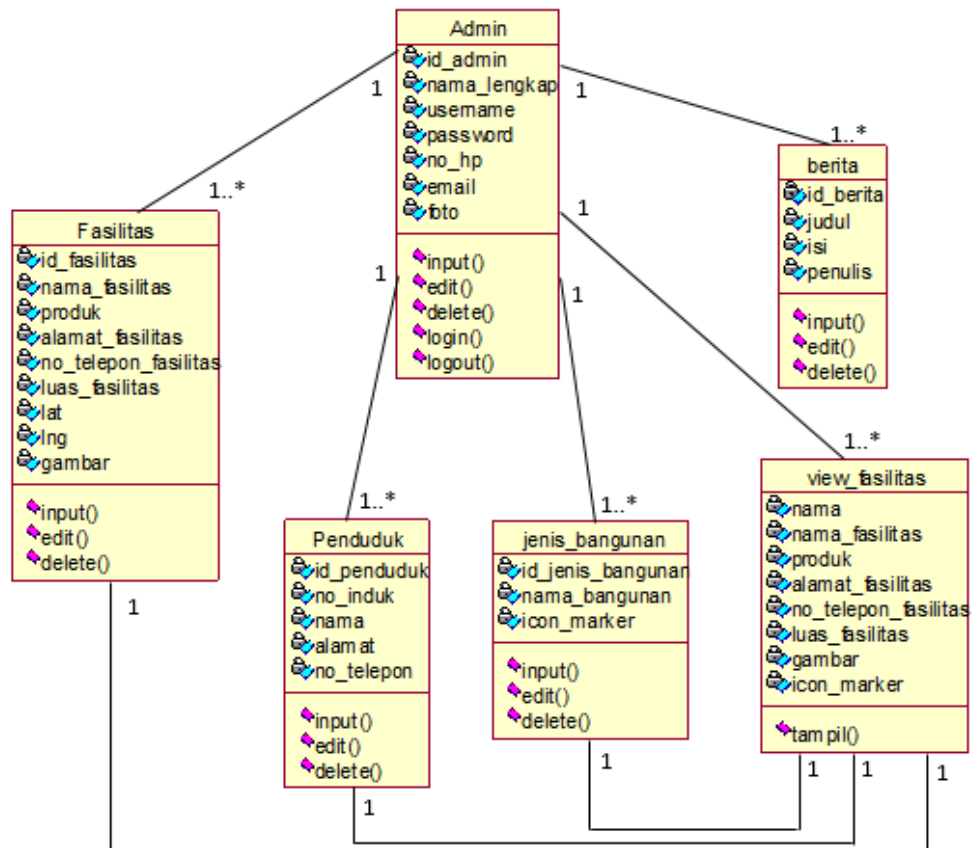 Admin
id_admin
nama_lengkap
username
password
no_hp
email
foto
input()
edit()
delete()
login()
logout()
1
1
1
1
1
1..*
1..*
berita
id_berita
judul
isi
penulis
input()
edit()
delete()
Fasilitas
id_fasilitas
nama_fasilitas
produk
alamat_fasilitas
no_telepon_fasilitas
luas_fasilitas
lat
lng
gambar
input()
edit()
delete()
1
1..*
Penduduk
id_penduduk
no_induk
nama
alamat
no_telepon
input()
edit()
delete()
1
1..*
jenis_bangunan
id_jenis_bangunan
nama_bangunan
icon_marker
input()
edit()
delete()
1
1..*
view_fasilitas
nama
nama_fasilitas
produk
alamat_fasilitas
no_telepon_fasilitas
luas_fasilitas
gambar
icon_marker
tampil()
1
1
1